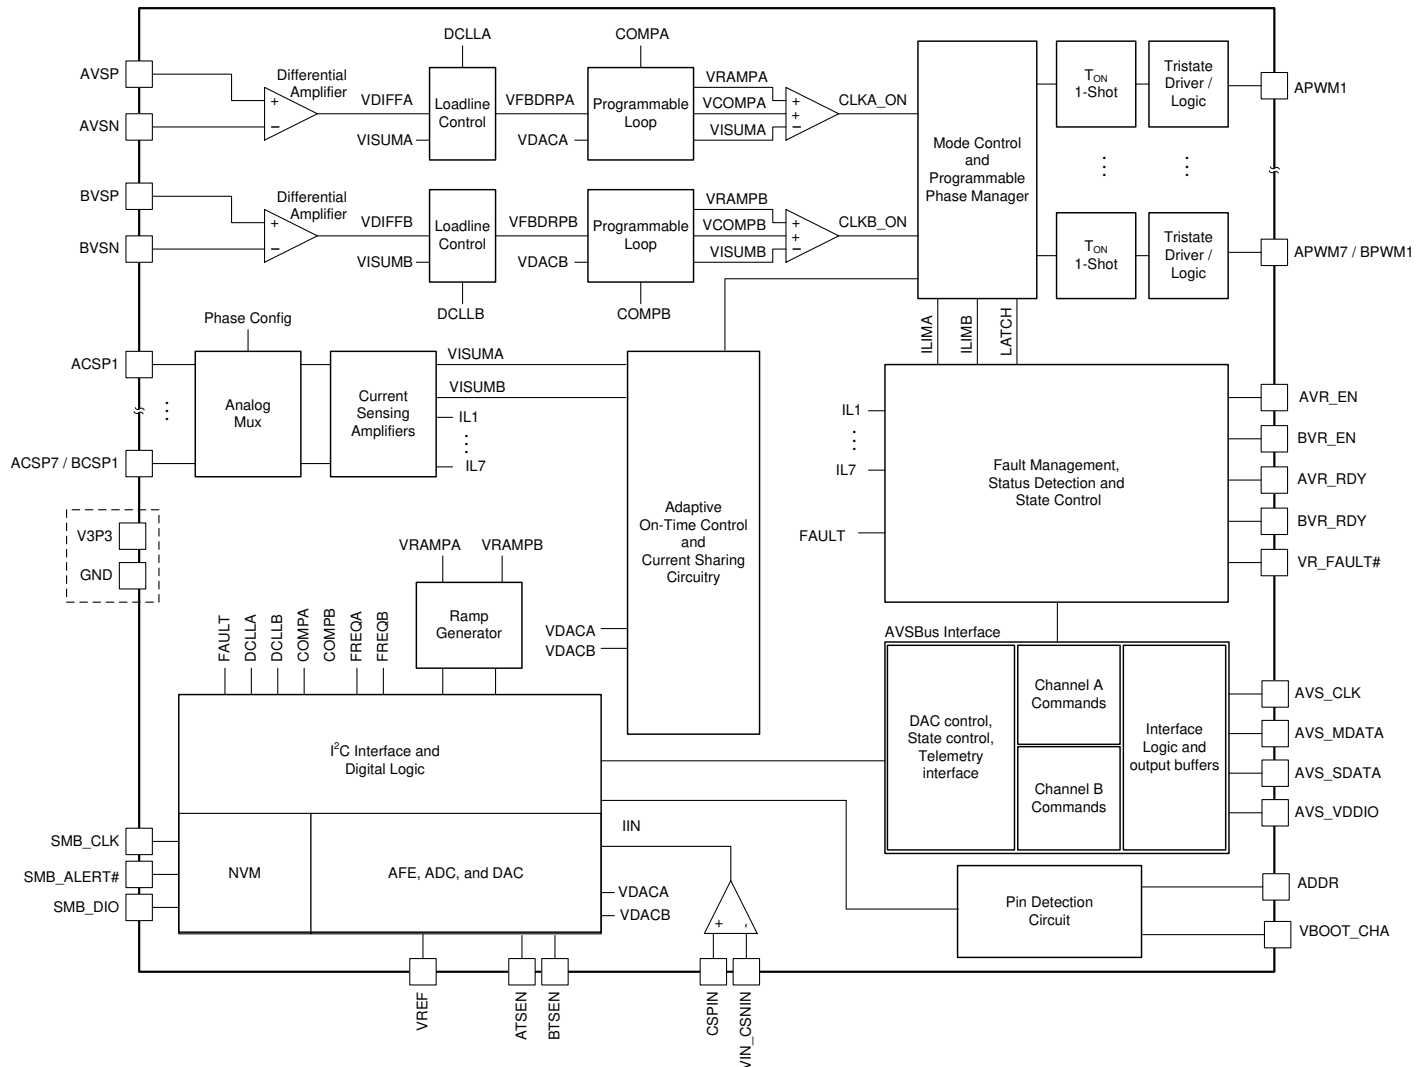 DCLLA
COMPA
AVSP
Differential
Amplifier
+
−
AVSN
VDIFFA
Loadline
Control
VISUMA
VFBDRPA
VDACA
Programmable
Loop
VRAMPA
VCOMPA
VISUMA
+
+
−
CLKA_ON
Mode Control
and
Programmable
Phase Manager
TON
1-Shot
Tristate
Driver /
Logic
APWM1
BVSP
Differential
Amplifier
+
−
BVSN
VDIFFB
Loadline
Control
VISUMB
VFBDRPB
VDACB
Programmable
Loop
VRAMPB
VCOMPB
VISUMB
+
+
−
CLKB_ON
TON
1-Shot
Tristate
Driver /
Logic
APWM7 / BPWM1
DCLLB
COMPB
Phase Config
ACSP1
ACSP7 / BCSP1
Analog
Mux
Current
Sensing
Amplifiers
VISUMA
VISUMB
IL1
IL7
Adaptive
On-Time Control
and
Current Sharing
Circuitry
VDACA
VDACB
ILIMA
ILIMB
LATCH
IL1
IL7
FAULT
Fault Management,
Status Detection and
State Control
AVR_EN
BVR_EN
AVR_RDY
BVR_RDY
VR_FAULT#
V3P3
GND
VRAMPA
VRAMPB
Ramp
Generator
FAULT
DCLLA
DCLLB
COMPA
COMPB
FREQA
FREQB
I2C Interface and
Digital Logic
NVM
AFE, ADC, and DAC
SMB_CLK
SMB_ALERT#
SMB_DIO
IIN
VDACA
VDACB
+
-
AVSBus Interface
DAC control,
State control,
Telemetry
interface
Channel A
Commands
Channel B
Commands
Interface
Logic and
output buffers
AVS_CLK
AVS_MDATA
AVS_SDATA
AVS_VDDIO
Pin Detection
Circuit
ADDR
VBOOT_CHA
VREF
ATSEN
BTSEN
CSPIN
VIN_CSNIN